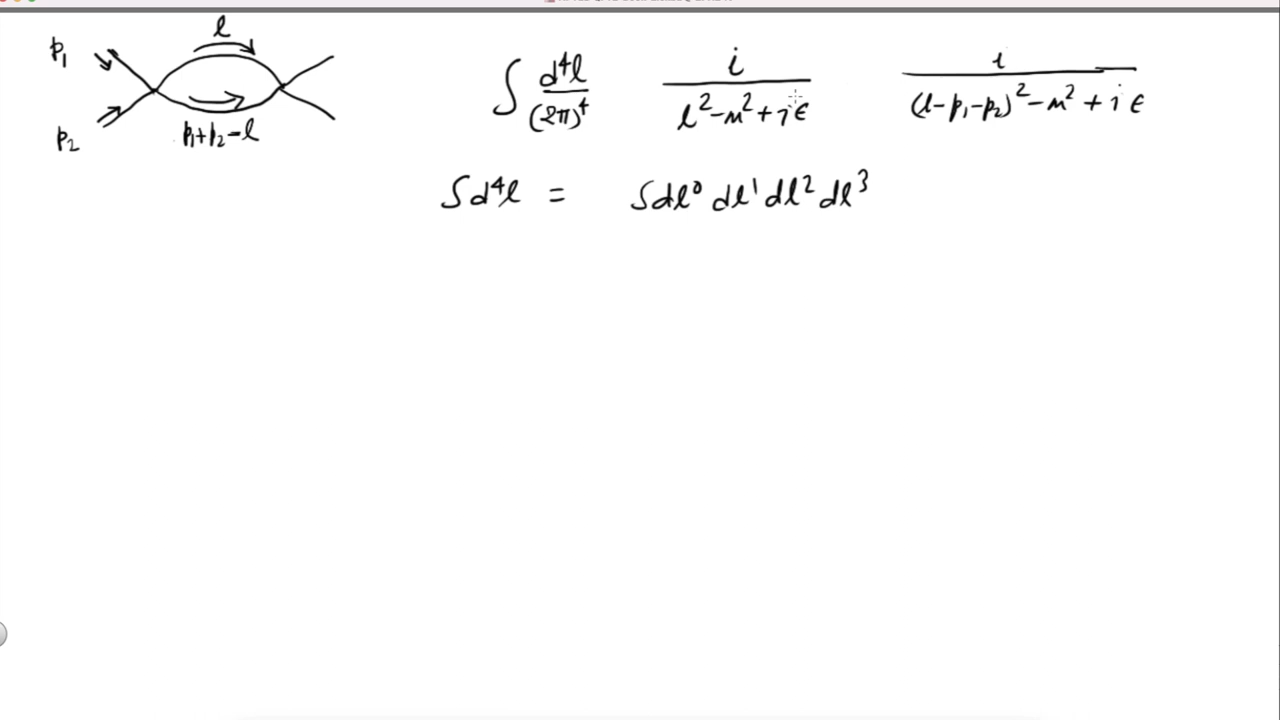 l
p₁
p₂
p₁+p₂-l
∫ d⁴l/(2π)⁴ i/(l²-m²+iϵ) i/((l-p₁-p₂)²-m²+iϵ)
∫d⁴l = ∫dl⁰ dl¹ dl² dl³